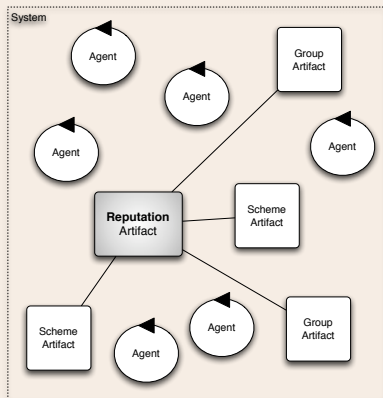 System
Agent
Group
Artifact
Agent
Agent
Agent
Reputation
Artifact
Scheme
Artifact
Scheme
Artifact
Agent
Agent
Group
Artifact